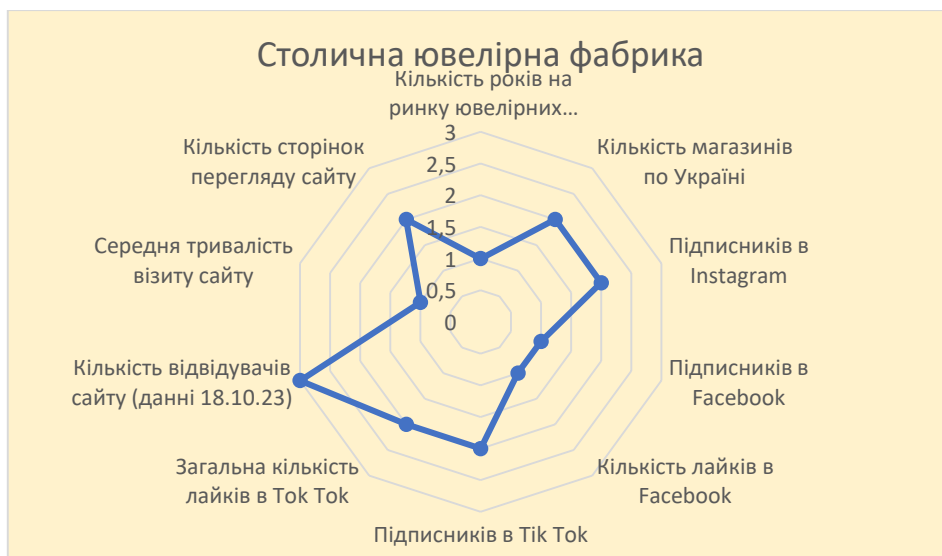 Столична ювелірна фабрика
Кількість років на
ринку ювелірних…
Кількість магазинів
по Україні
Підписників в
Instagram
Підписників в
Facebook
Кількість лайків в
Facebook
Підписників в Tik Tok
Загальна кількість
лайків в Tok Tok
Кількість відвідувачів
сайту (данні 18.10.23)
Середня тривалість
візиту сайту
Кількість сторінок
перегляду сайту
3
2,5
2
1,5
1
0,5
0